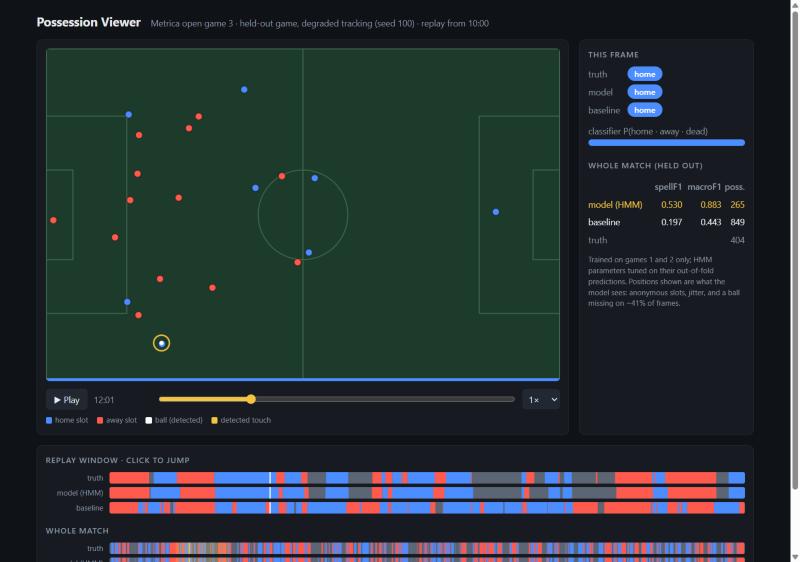 Possession Viewer Metrica open game 3 · held-out game, degraded tracking (seed 100) · replay from 10:00
THIS FRAME
truth home
model home
baseline home
classifier P(home · away · dead)
WHOLE MATCH (HELD OUT)
spellF1 macroF1 poss.
model (HMM) 0.530 0.883 265
baseline 0.197 0.443 849
truth 404
Trained on games 1 and 2 only; HMM
parameters tuned on their out-of-fold
predictions. Positions shown are what the
model sees: anonymous slots, jitter, and a ball
missing on ~41% of frames.
▶ Play 12:01 1×
home slot away slot ball (detected) detected touch
REPLAY WINDOW · CLICK TO JUMP
truth
model (HMM)
baseline
WHOLE MATCH
truth